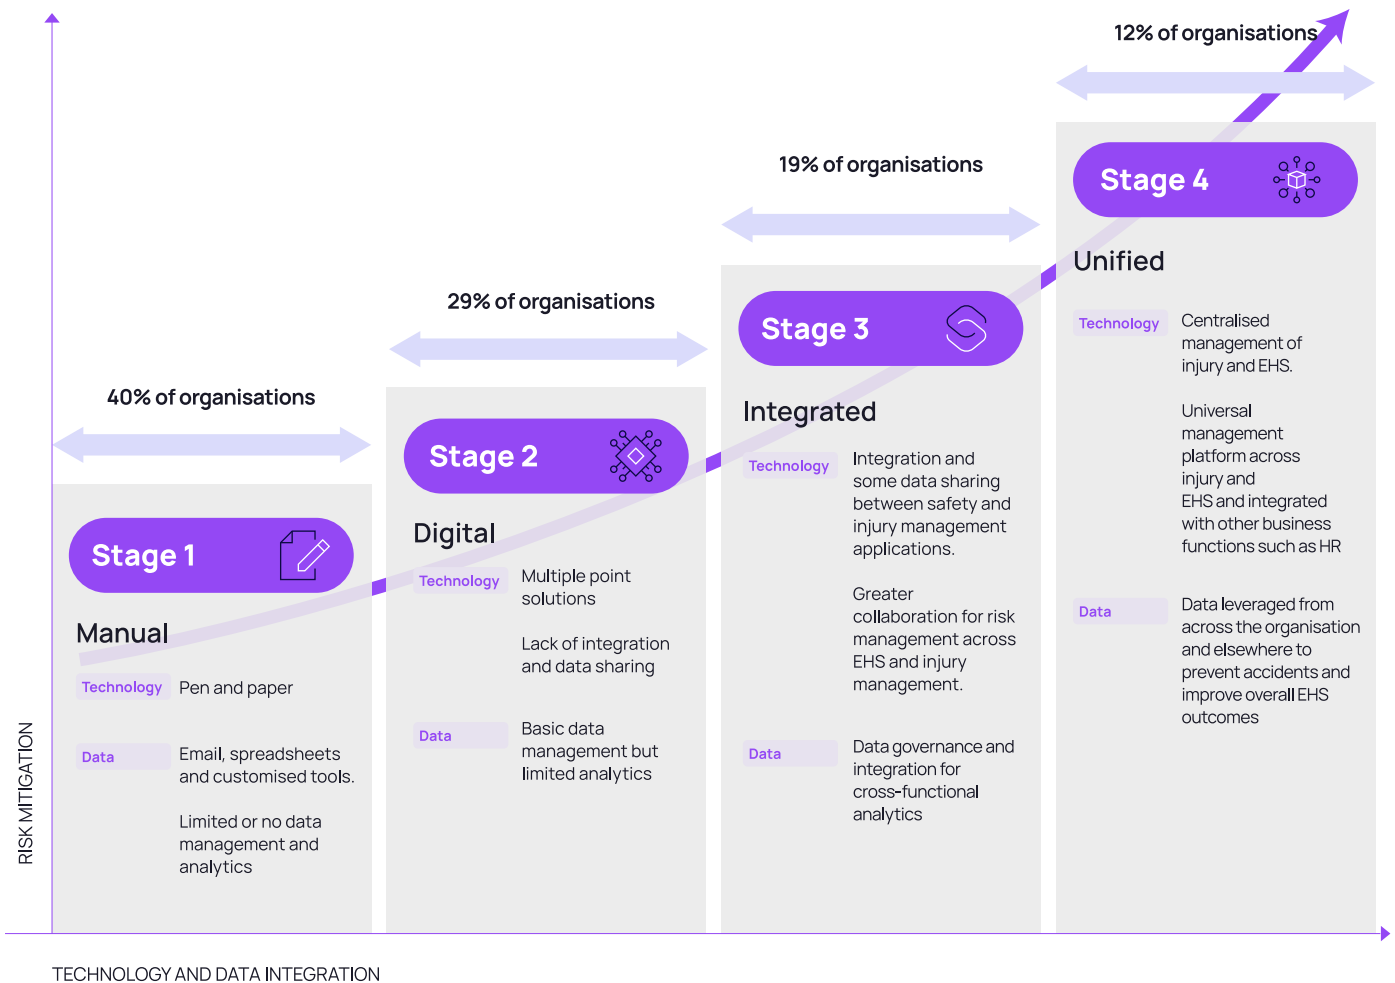 40% of organisations
Stage 1
Manual
Technology
Pen and paper
Data
Email, spreadsheets
and customised tools.
Limited or no data
management and
analytics
29% of organisations
Stage 2
Digital
Technology
Multiple point
solutions
Lack of integration
and data sharing
Data
Basic data
management but
limited analytics
19% of organisations
Stage 3
Integrated
Technology
Integration and
some data sharing
between safety and
injury management
applications.
Greater
collaboration for risk
management across
EHS and injury
management.
Data
Data governance and
integration for
cross-functional
analytics
12% of organisations
Stage 4
Unified
Technology
Centralised
management of
injury and EHS.
Universal
management
platform across
injury and
EHS and integrated
with other business
functions such as HR
Data
Data leveraged from
across the organisation
and elsewhere to
prevent accidents and
improve overall EHS
outcomes
RISK MITIGATION
TECHNOLOGY AND DATA INTEGRATION